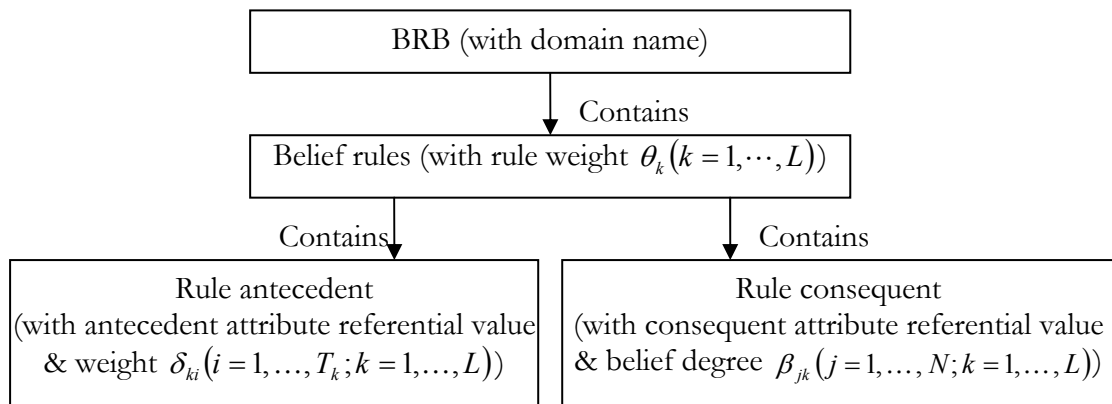 BRB (with domain name)
Contains
Belief rules (with rule weight θ_k(k = 1,⋯, L))
Contains
Contains
Rule antecedent
(with antecedent attribute referential value
& weight δ_ki(i = 1,…,T_k; k = 1,…,L))
Rule consequent
(with consequent attribute referential value
& belief degree β_jk(j = 1,…, N; k = 1,…, L))